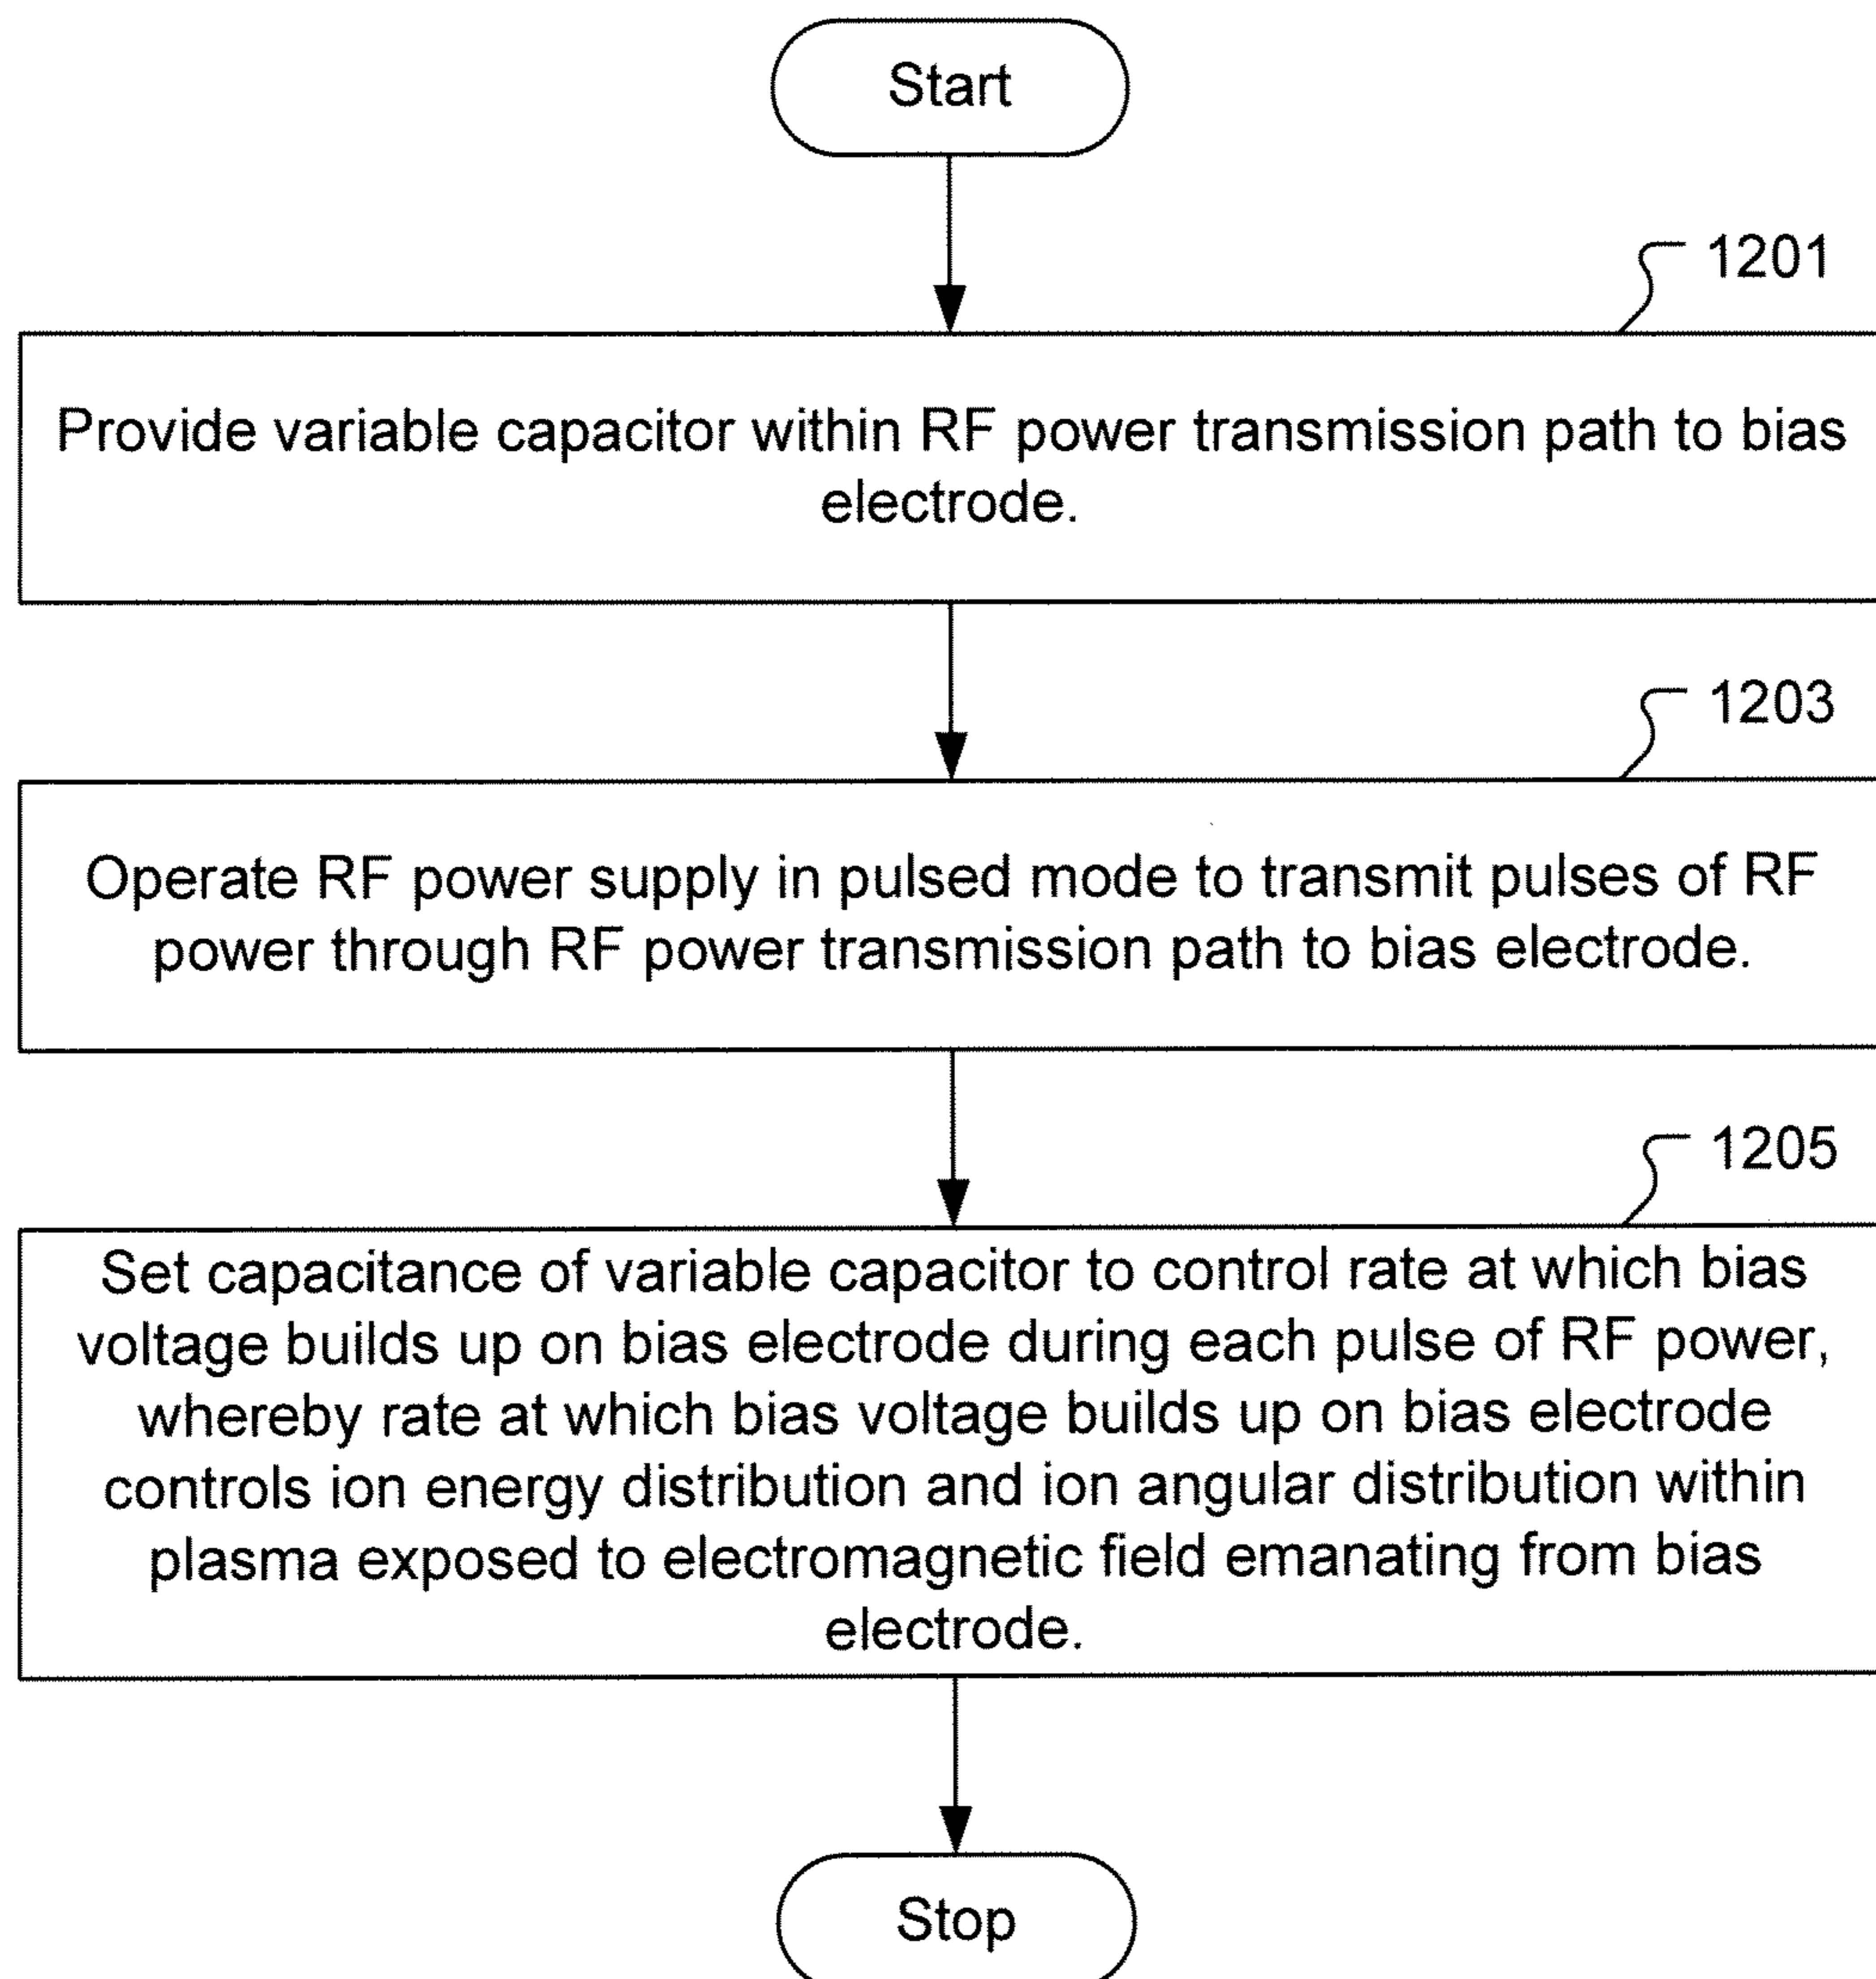 Start
1201
Provide variable capacitor within RF power transmission path to bias
electrode.
1203
Operate RF power supply in pulsed mode to transmit pulses of RF
power through RF power transmission path to bias electrode.
1205
Set capacitance of variable capacitor to control rate at which bias
voltage builds up on bias electrode during each pulse of RF power,
whereby rate at which bias voltage builds up on bias electrode
controls ion energy distribution and ion angular distribution within
plasma exposed to electromagnetic field emanating from bias
electrode.
Stop